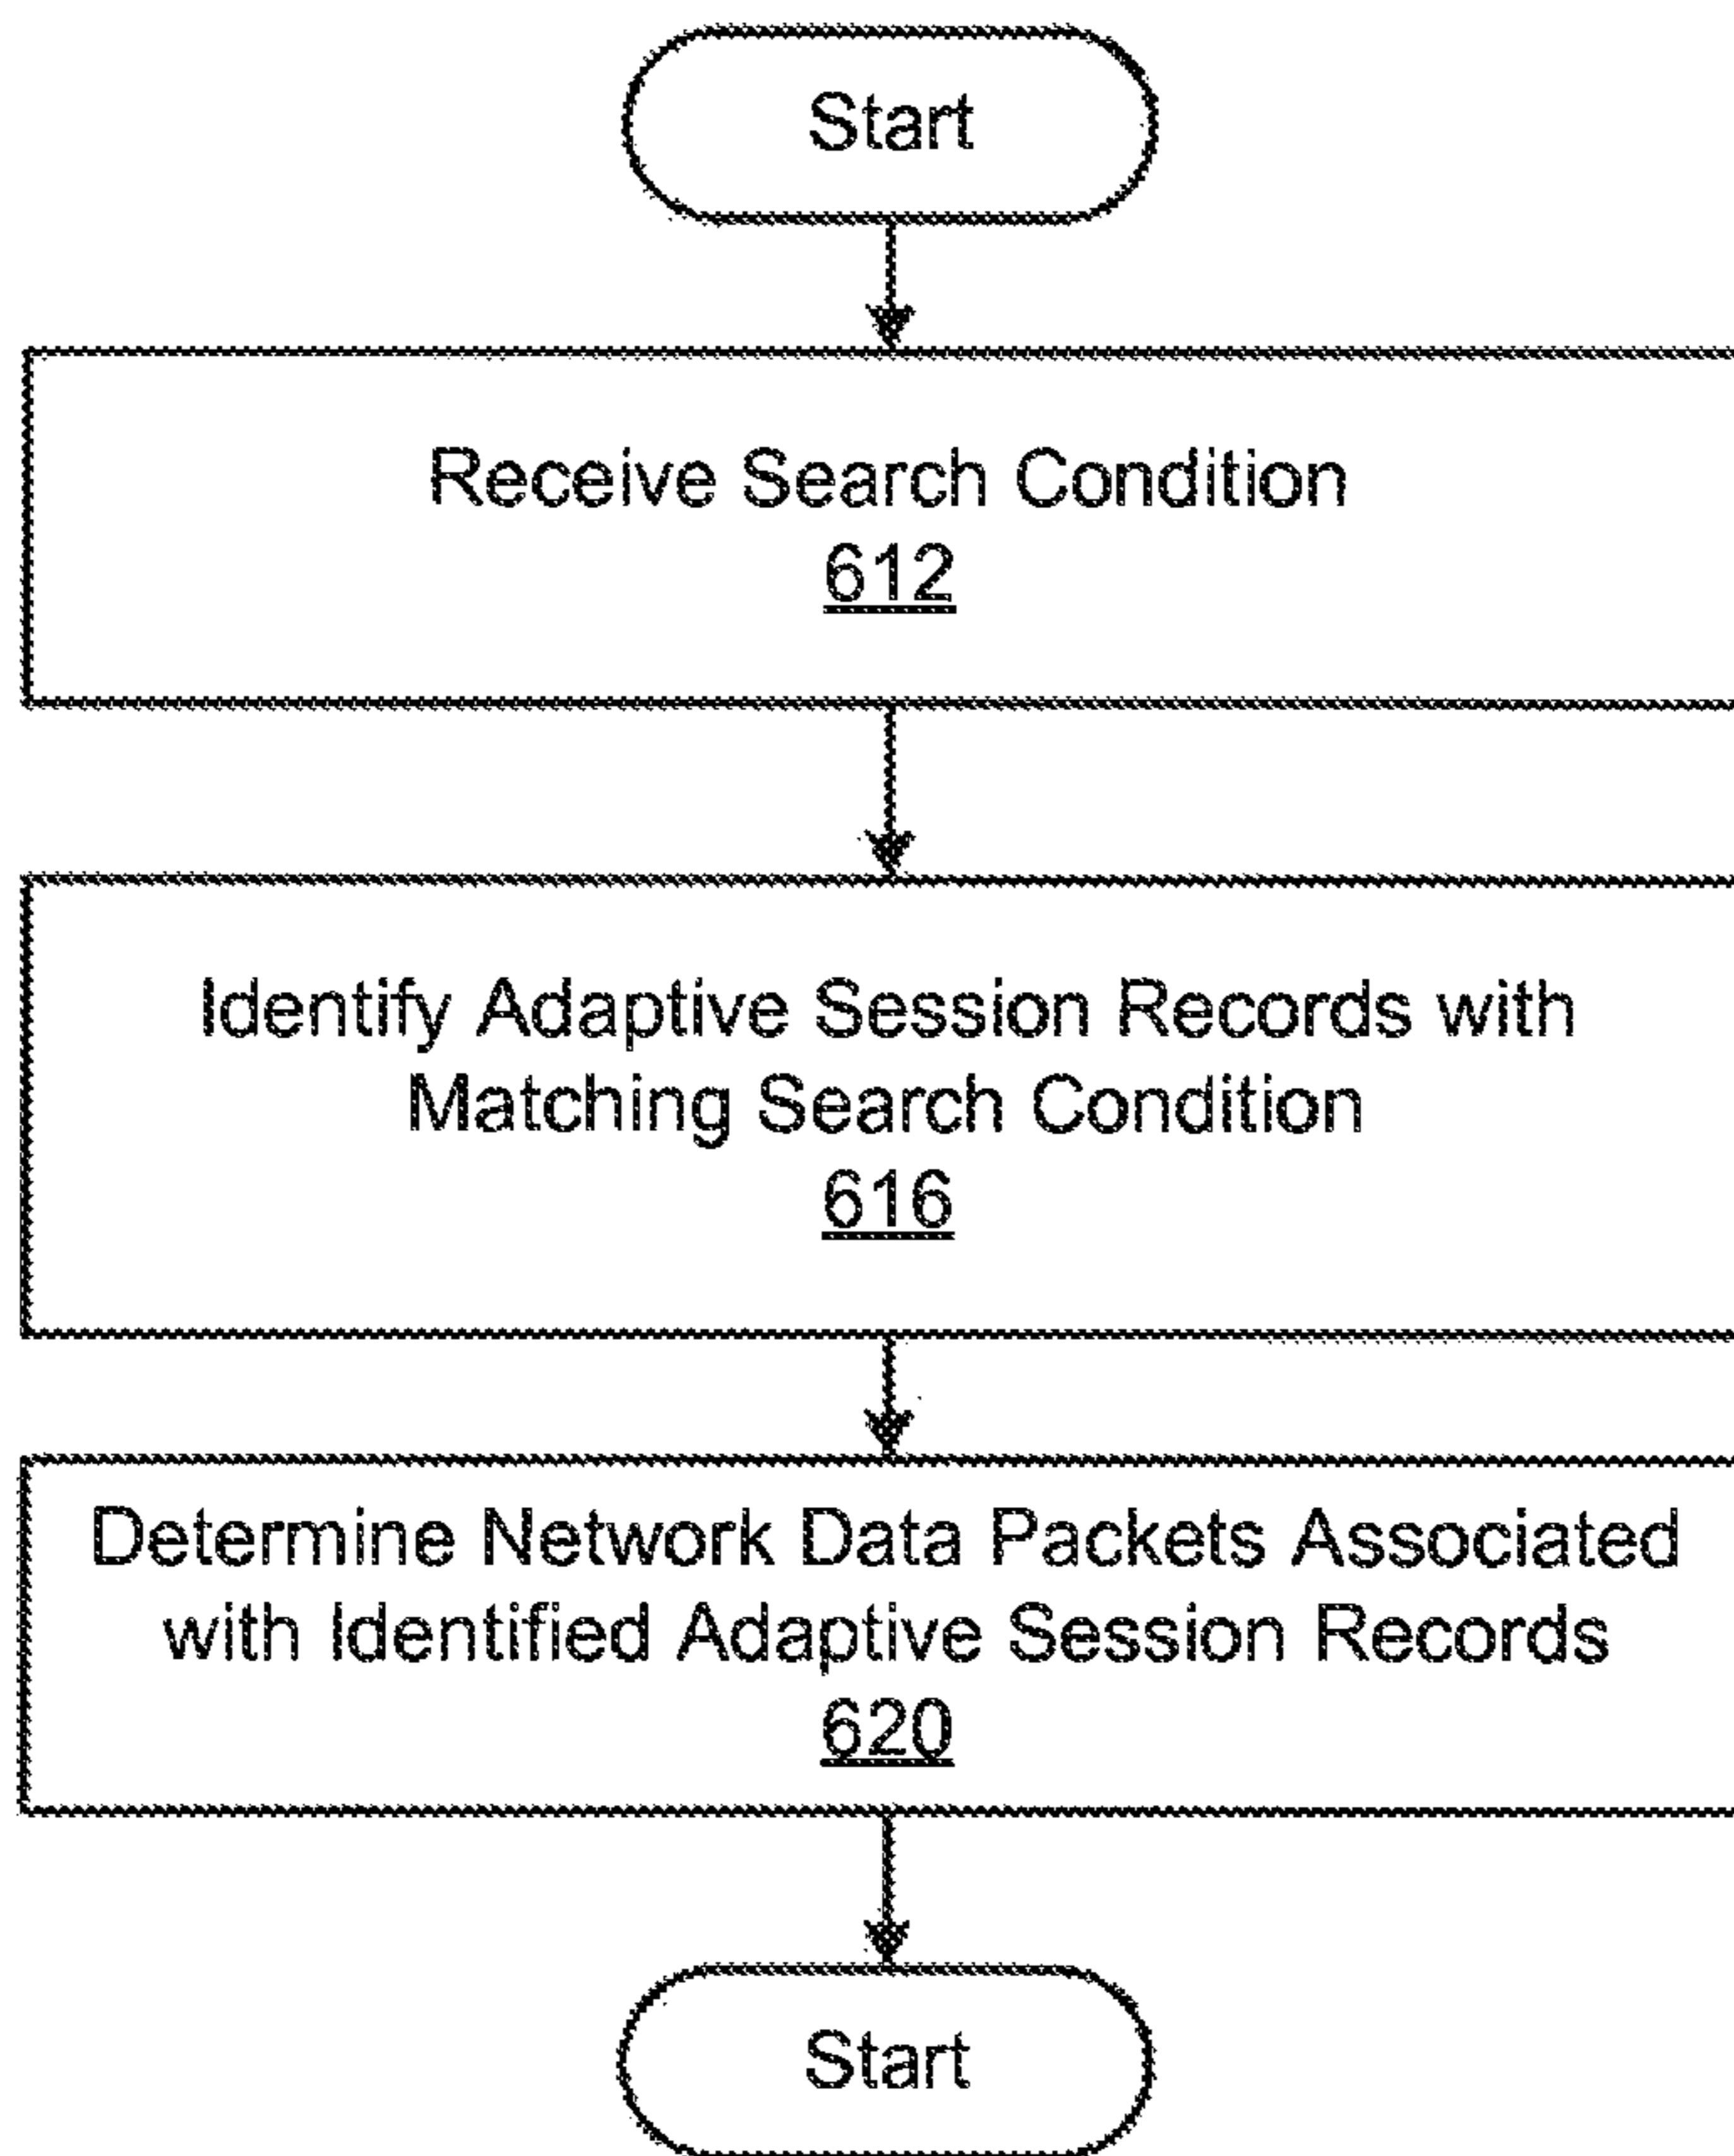 Start
Receive Search Condition
612
Identify Adaptive Session Records with
Matching Search Condition
616
Determine Network Data Packets Associated
with Identified Adaptive Session Records
620
Start